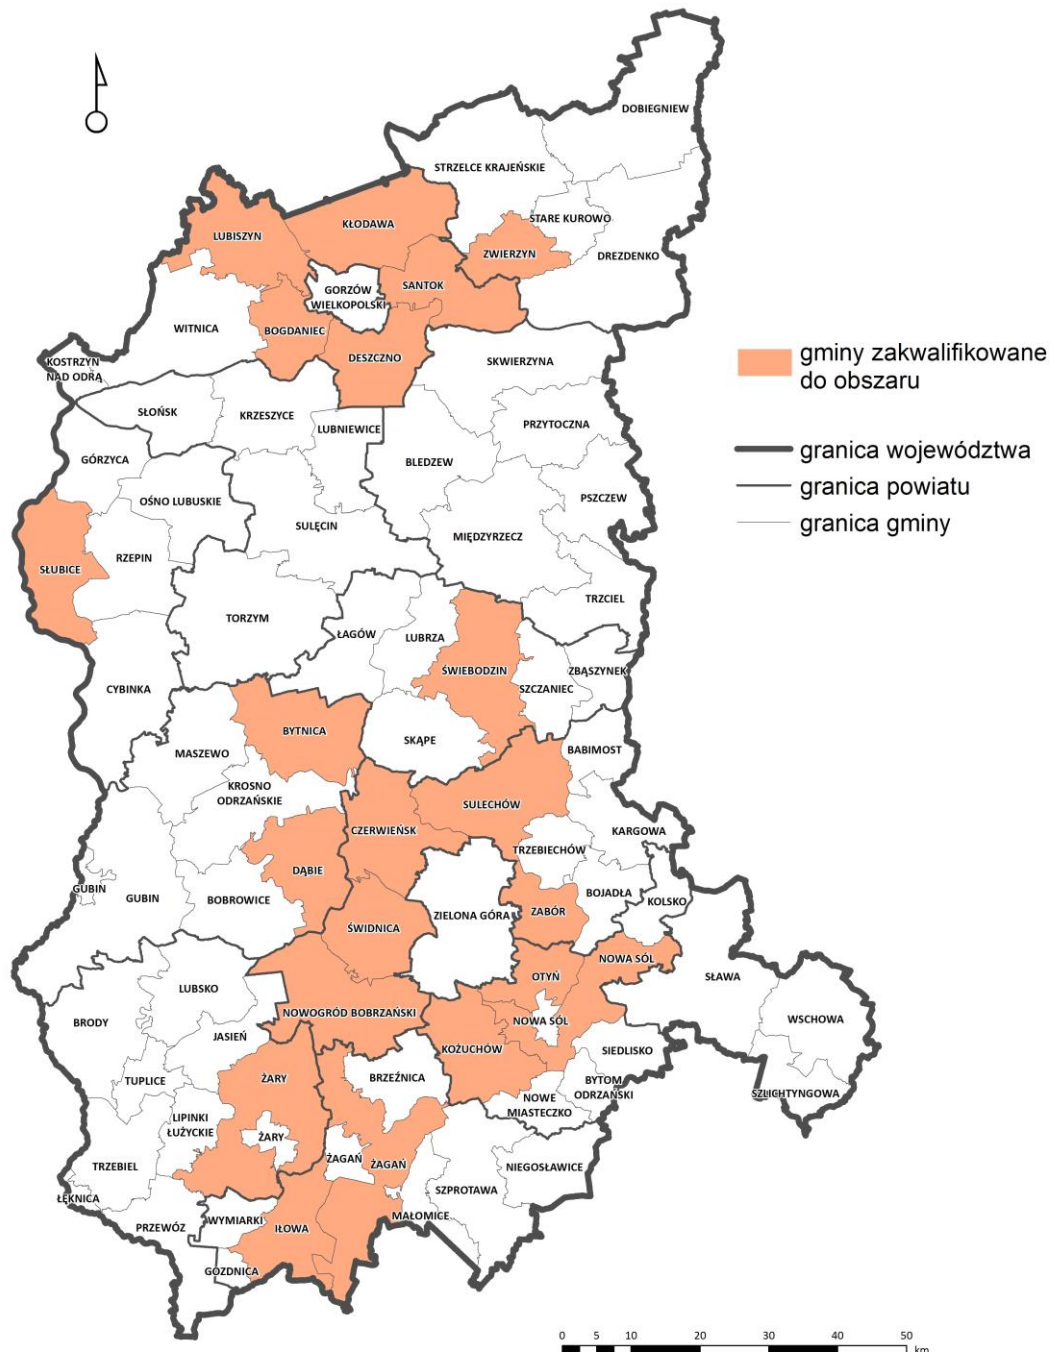 DOBIEGNIEW
STRZELCE KRAJEŃSKIE
STARE KUROWO
KŁODAWA
LUBISZYN
ZWIERZYN
DREZDENKO
SANTOK
GORZÓW
WIELKOPOLSKI
WITNICA
BOGDANIEC
DESZCZNO
SKWIERZYNA
KOSTRZYN
NAD ODRĄ
gminy zakwalifikowane
do obszaru
SŁOŃSK
KRZESZYCE
LUBNIEWICE
PRZYTOCZNA
granica województwa
GÓRZYCA
BLEDZEW
granica powiatu
OŚNO LUBUSKIE
PSZCZEW
granica gminy
SULĘCIN
MIĘDZYRZECZ
RZEPIN
SŁUBICE
TRZCIEL
TORZYM
ŁAGÓW
LUBRZA
ŚWIEBODZIN
ZBĄSZYNEK
SZCZANIEC
CYBINKA
BYTNICA
SKĄPE
MASZEWO
BABIMOST
KROSNO
ODRZAŃSKIE
SULECHÓW
CZERWIEŃSK
KARGOWA
TRZEBIECHÓW
DĄBIE
GUBIN
GUBIN
BOBROWICE
BOJADŁA
KOLSKO
ZIELONA GÓRA
ZABÓR
ŚWIDNICA
NOWA SÓL
OTYŃ
SŁAWA
LUBSKO
BRODY
NOWOGRÓD BOBRZAŃSKI
NOWA SÓL
WSCHOWA
JASIEŃ
KOŻUCHÓW
SIEDLISKO
TUPLICE
ŻARY
BRZEŹNICA
BYTOM
ODRZAŃSKI
SZLICHTYNGOWA
NOWE
MIASTECZKO
LIPINKI
ŁUŻYCKIE
ŻARY
TRZEBIEL
ŻAGAŃ
ŻAGAŃ
NIEGOSŁAWICE
ŁĘKNICA
SZPROTAWA
PRZEWÓZ
WYMIARKI
IŁOWA
MAŁOMICE
GOZDNICA
0 5 10 20 30 40 50
km